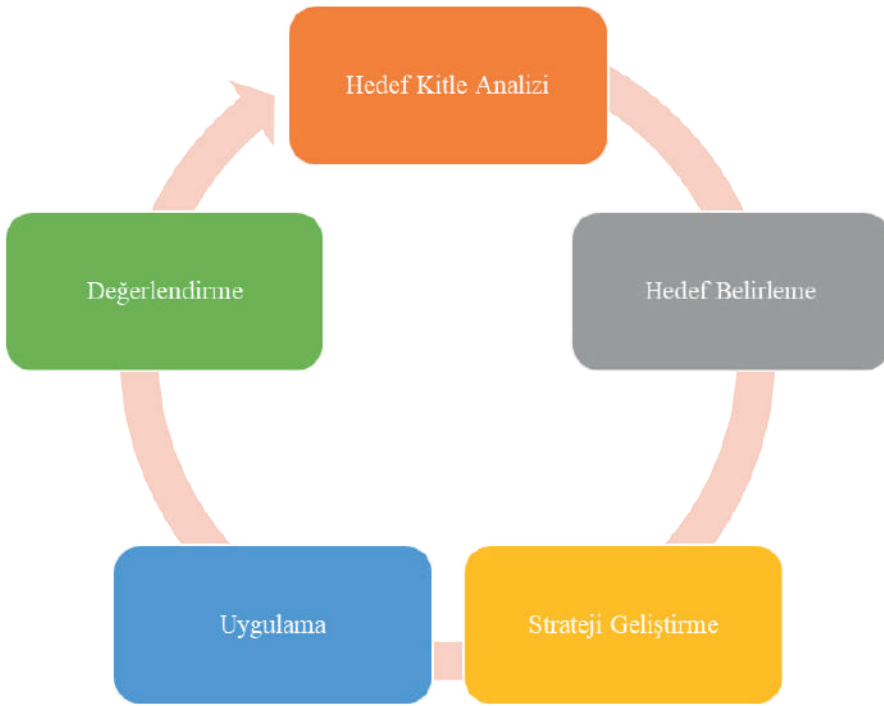 Hedef Kitle Analizi
Hedef Belirleme
Strateji Geliştirme
Uygulama
Değerlendirme